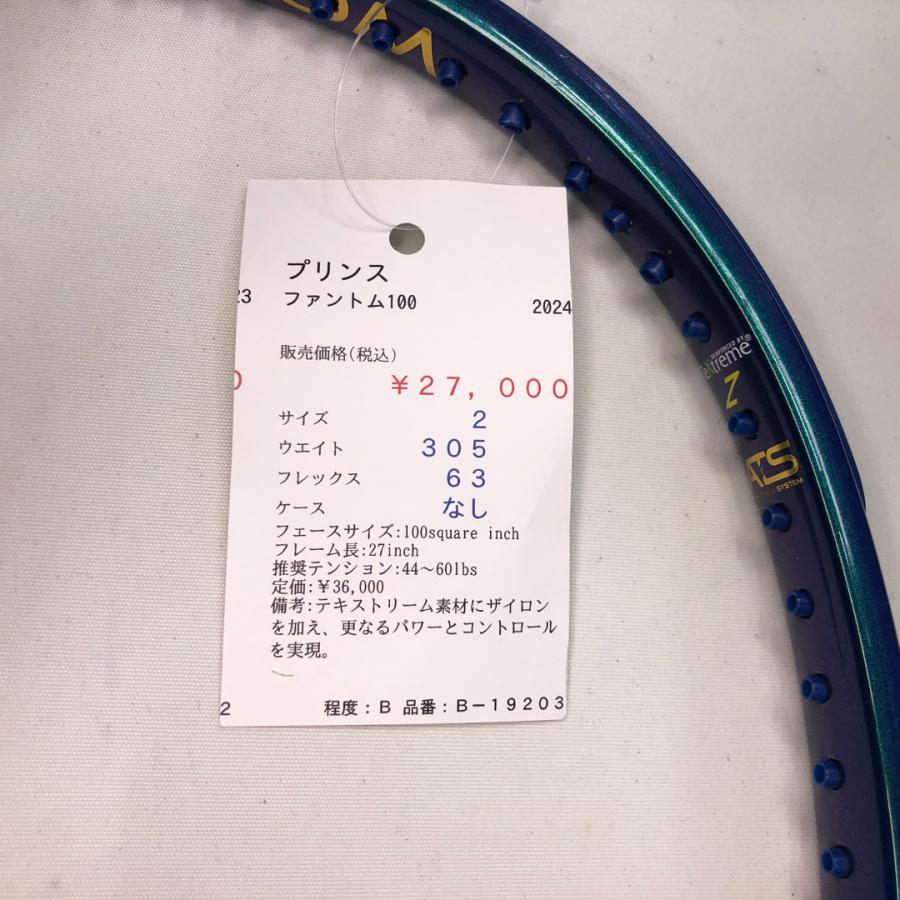 プリンス
23
ファントム100
2024
販売価格(税込)
0
￥２７，０００
サイズ ２
ウエイト ３０５
フレックス ６３
ケース なし
フェースサイズ:100square inch
フレーム長:27inch
推奨テンション:44～60lbs
定価:￥36,000
備考:テキストリーム素材にザイロン
を加え、更なるパワーとコントロール
を実現。
2
程度：Ｂ 品番：Ｂ－１９２０３
REINFORCED BY
Xtreme®
Z
ATS
SYSTEM